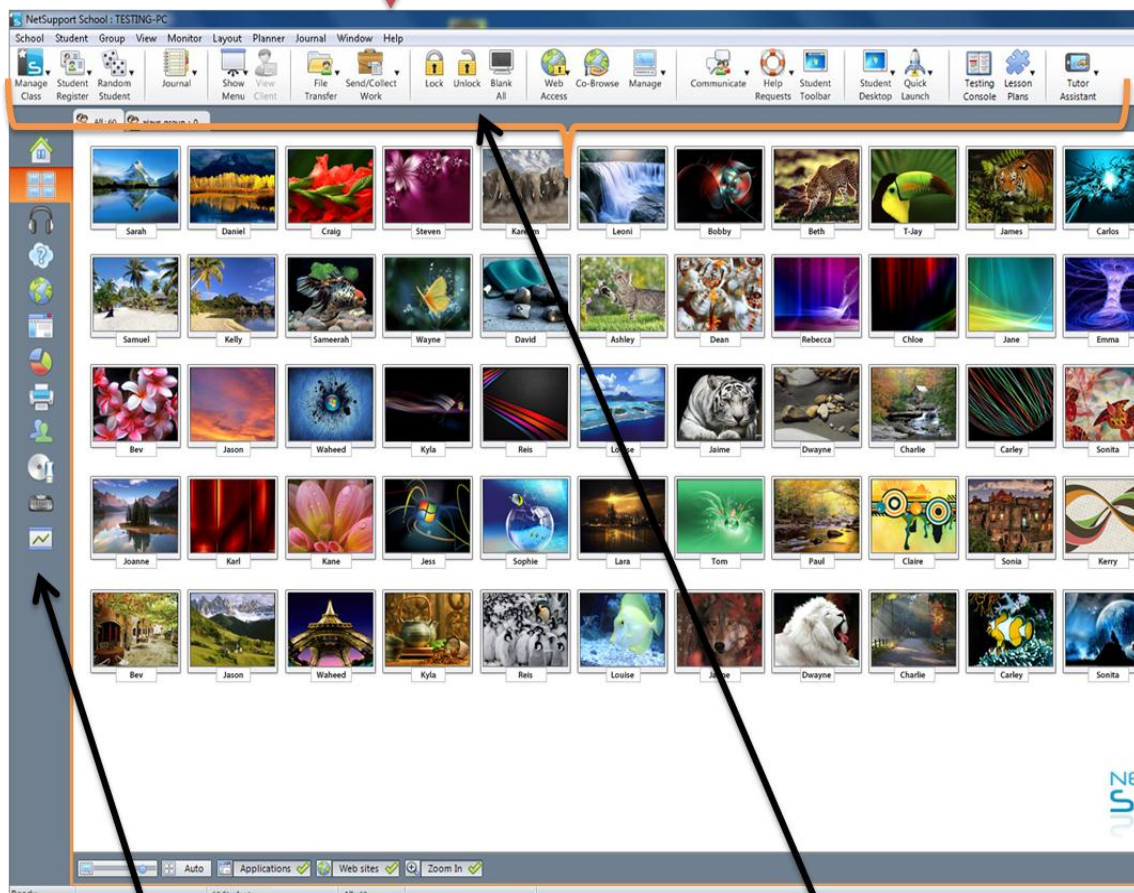 NetSupport School : TESTING-PC
School Student Group View Monitor Layout Planner Journal Window Help
Manage Class
Student Register
Random Student
Journal
Show Menu
View Client
File Transfer
Send/Collect Work
Lock
Unlock
Blank All
Web Access
Co-Browse
Manage
Communicate
Help Requests
Student Toolbar
Student Desktop
Quick Launch
Testing Console
Lesson Plans
Tutor Assistant
Sarah Daniel Craig Steven Kareem Leoni Bobby Beth T-Jay James Carlos
Samuel Kelly Sameerah Wayne David Ashley Dean Rebecca Chloe Jane Emma
Bev Jason Waheed Kyla Reis Louise Jaime Dwayne Charlie Carley Sonita
Joanne Karl Kane Jess Sophie Lara Tom Paul Claire Sonia Kerry
Bev Jason Waheed Kyla Reis Louise Jaime Dwayne Charlie Carley Sonita
Auto Applications Web sites Zoom In